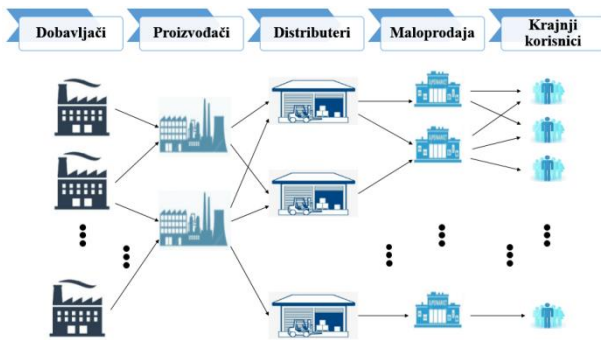 Dobavljači
Proizvođači
Distributeri
Maloprodaja
Krajnji
korisnici